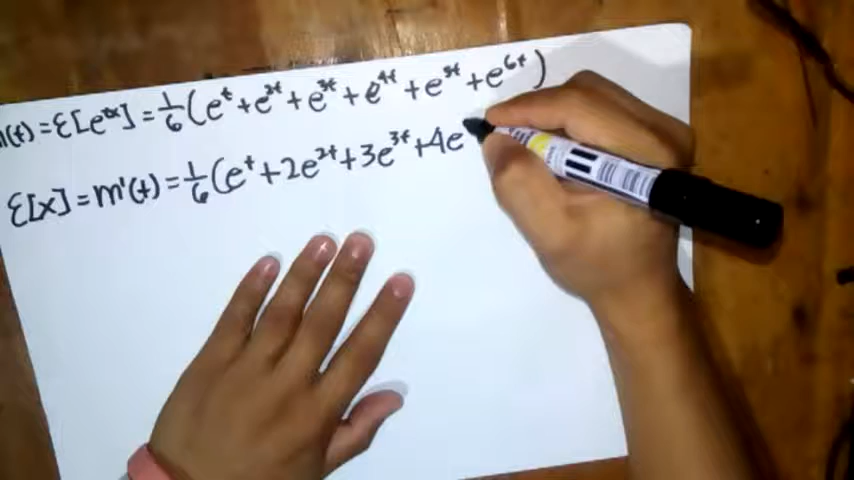 m(t) = ε[e^{tx}] = 1/6 (e^t + e^{2t} + e^{3t} + e^{4t} + e^{5t} + e^{6t})
ε[x] = m'(t) = 1/6 (e^t + 2e^{2t} + 3e^{3t} + 4e